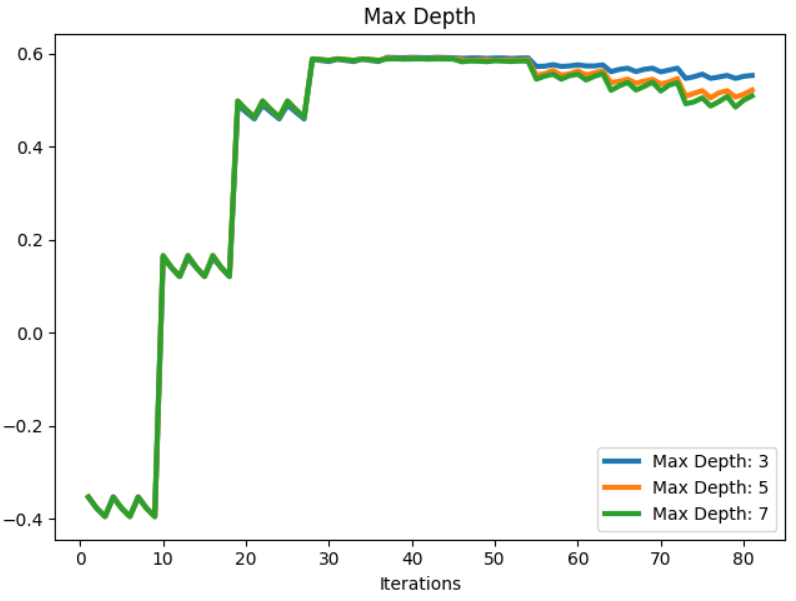 Max Depth
0.6
0.4
0.2
0.0
−0.2
−0.4
0 10 20 30 40 50 60 70 80
Iterations
Max Depth: 3
Max Depth: 5
Max Depth: 7